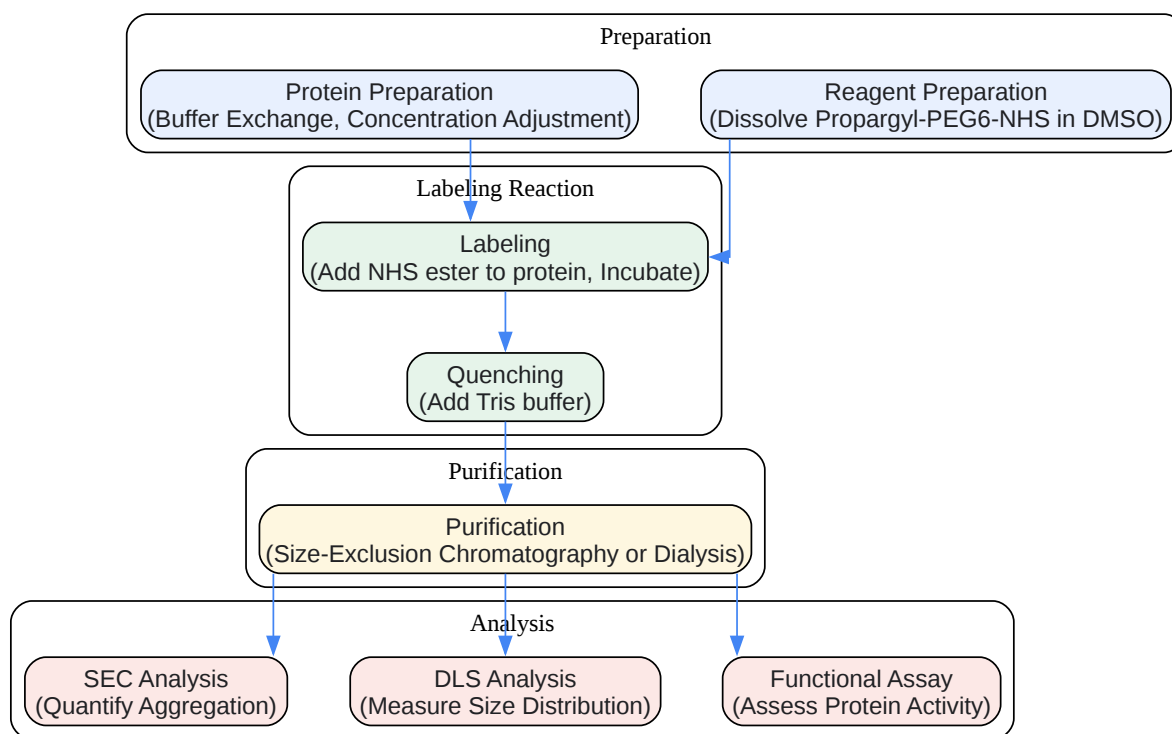 Preparation
Protein Preparation
(Buffer Exchange, Concentration Adjustment)
Reagent Preparation
(Dissolve Propargyl-PEG6-NHS in DMSO)
Labeling Reaction
Labeling
(Add NHS ester to protein, Incubate)
Quenching
(Add Tris buffer)
Purification
Purification
(Size-Exclusion Chromatography or Dialysis)
Analysis
SEC Analysis
(Quantify Aggregation)
DLS Analysis
(Measure Size Distribution)
Functional Assay
(Assess Protein Activity)